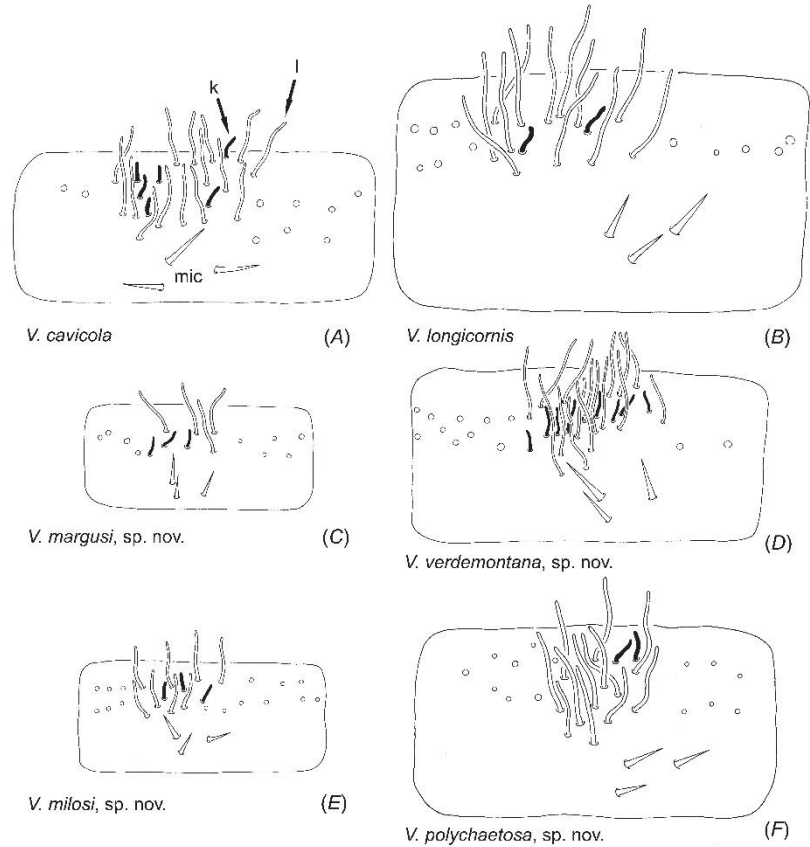 k
l
mic
V. cavicola (A)
V. longicornis (B)
V. margusi, sp. nov. (C)
V. verdemontana, sp. nov. (D)
V. milosi, sp. nov. (E)
V. polychaetosa, sp. nov. (F)